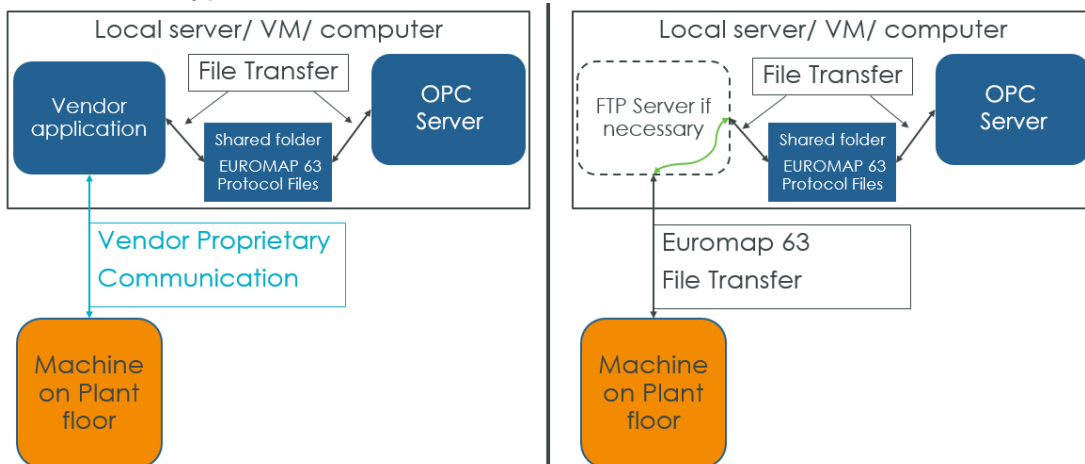 Local server/ VM/ computer
File Transfer
Vendor
application
OPC
Server
Shared folder
EUROMAP 63
Protocol Files
Vendor Proprietary
Communication
Machine
on Plant
floor
Local server/ VM/ computer
File Transfer
FTP Server if
necessary
OPC
Server
Shared folder
EUROMAP 63
Protocol Files
Euromap 63
File Transfer
Machine
on Plant
floor